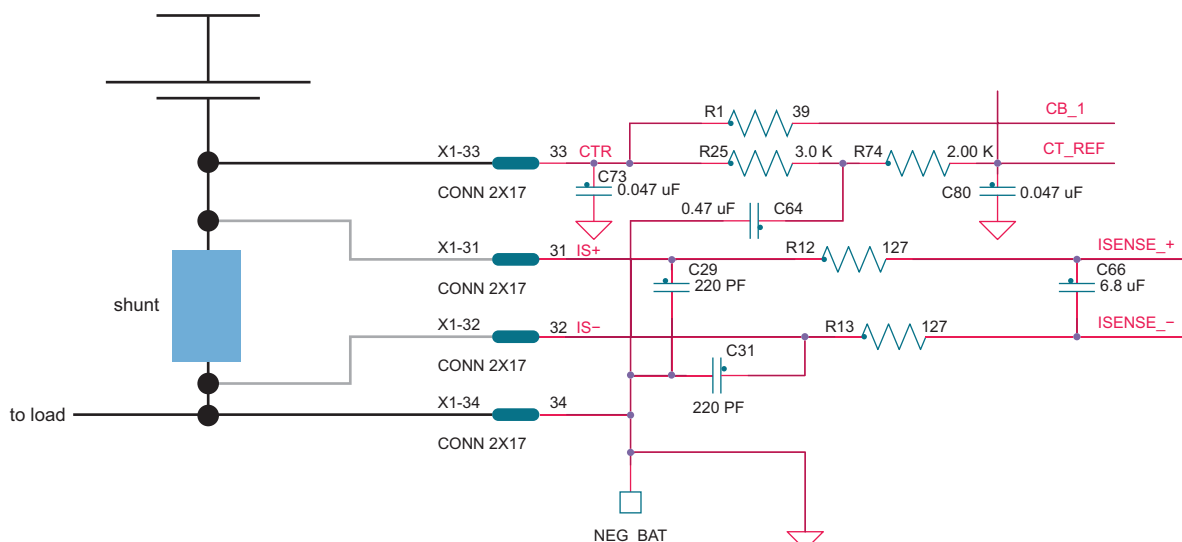 R1
39
CB_1
X1-33
33
CTR
R25
3.0 K
R74
2.00 K
CT_REF
CONN 2X17
C73
0.047 uF
C80
0.047 uF
0.47 uF
C64
X1-31
31
IS+
R12
127
ISENSE_+
CONN 2X17
C29
220 PF
C66
6.8 uF
shunt
X1-32
32
IS–
R13
127
ISENSE_–
CONN 2X17
C31
220 PF
X1-34
34
to load
CONN 2X17
NEG_BAT